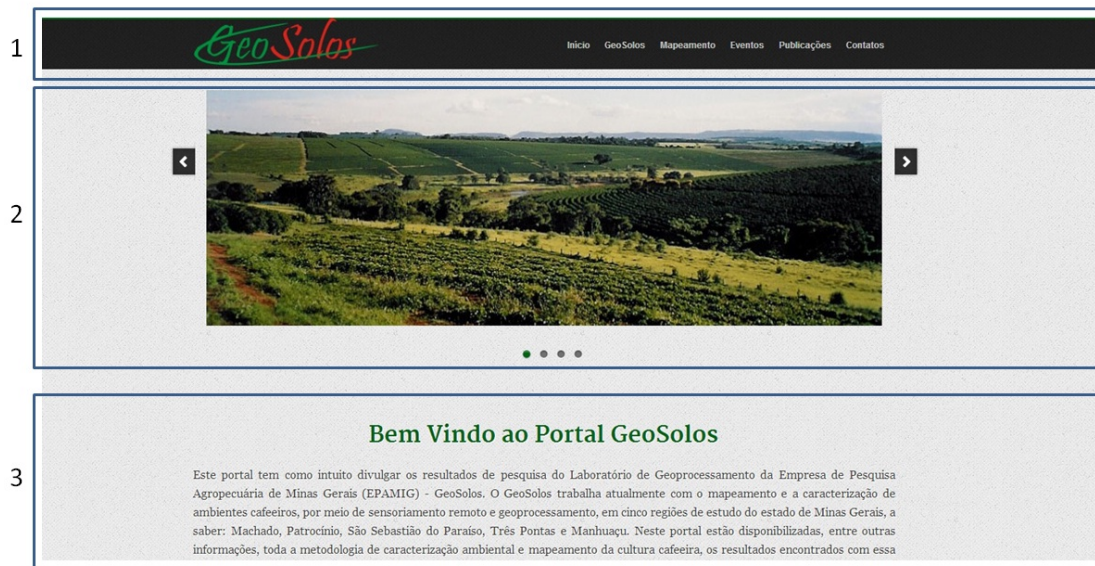 1
GeoSolos
Inicio GeoSolos Mapeamento Eventos Publicações Contatos
2
3
Bem Vindo ao Portal GeoSolos
Este portal tem como intuito divulgar os resultados de pesquisa do Laboratório de Geoprocessamento da Empresa de Pesquisa
Agropecuária de Minas Gerais (EPAMIG) - GeoSolos. O GeoSolos trabalha atualmente com o mapeamento e a caracterização de
ambientes cafeeiros, por meio de sensoriamento remoto e geoprocessamento, em cinco regiões de estudo do estado de Minas Gerais, a
saber: Machado, Patrocínio, São Sebastião do Paraíso, Três Pontas e Manhuaçu. Neste portal estão disponibilizadas, entre outras
informações, toda a metodologia de caracterização ambiental e mapeamento da cultura cafeeira, os resultados encontrados com essa